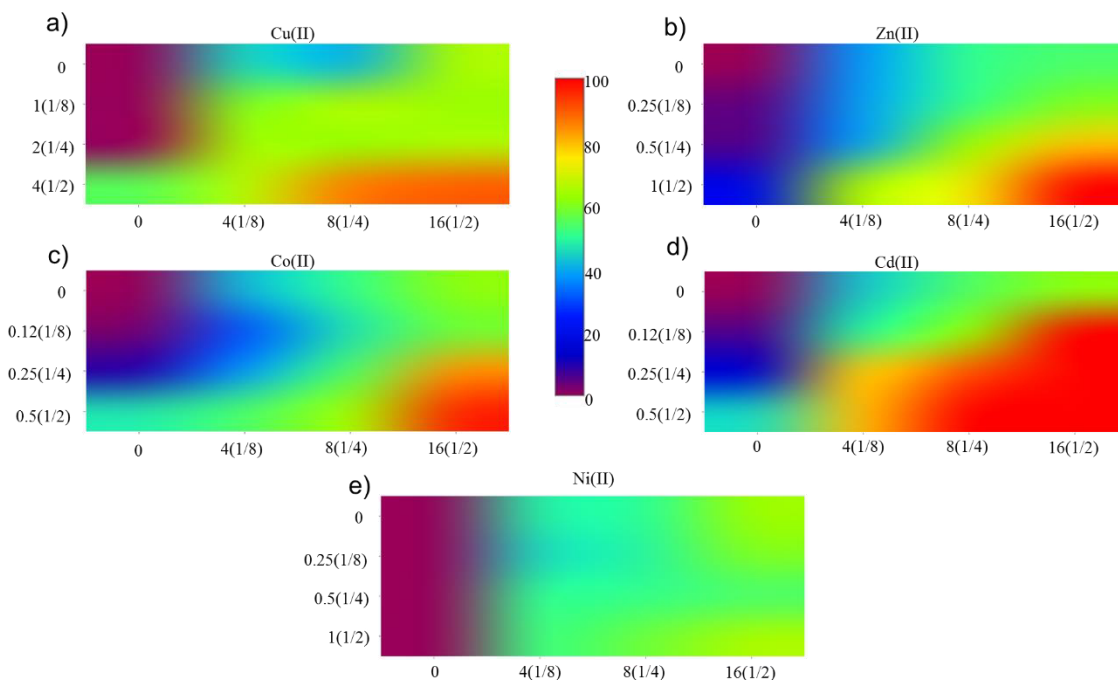 a)
Cu(II)
0
1(1/8)
2(1/4)
4(1/2)
0 4(1/8) 8(1/4) 16(1/2)
b)
Zn(II)
0
0.25(1/8)
0.5(1/4)
1(1/2)
0 4(1/8) 8(1/4) 16(1/2)
100
80
60
40
20
0
c)
Co(II)
0
0.12(1/8)
0.25(1/4)
0.5(1/2)
0 4(1/8) 8(1/4) 16(1/2)
d)
Cd(II)
0
0.12(1/8)
0.25(1/4)
0.5(1/2)
0 4(1/8) 8(1/4) 16(1/2)
e)
Ni(II)
0
0.25(1/8)
0.5(1/4)
1(1/2)
0 4(1/8) 8(1/4) 16(1/2)